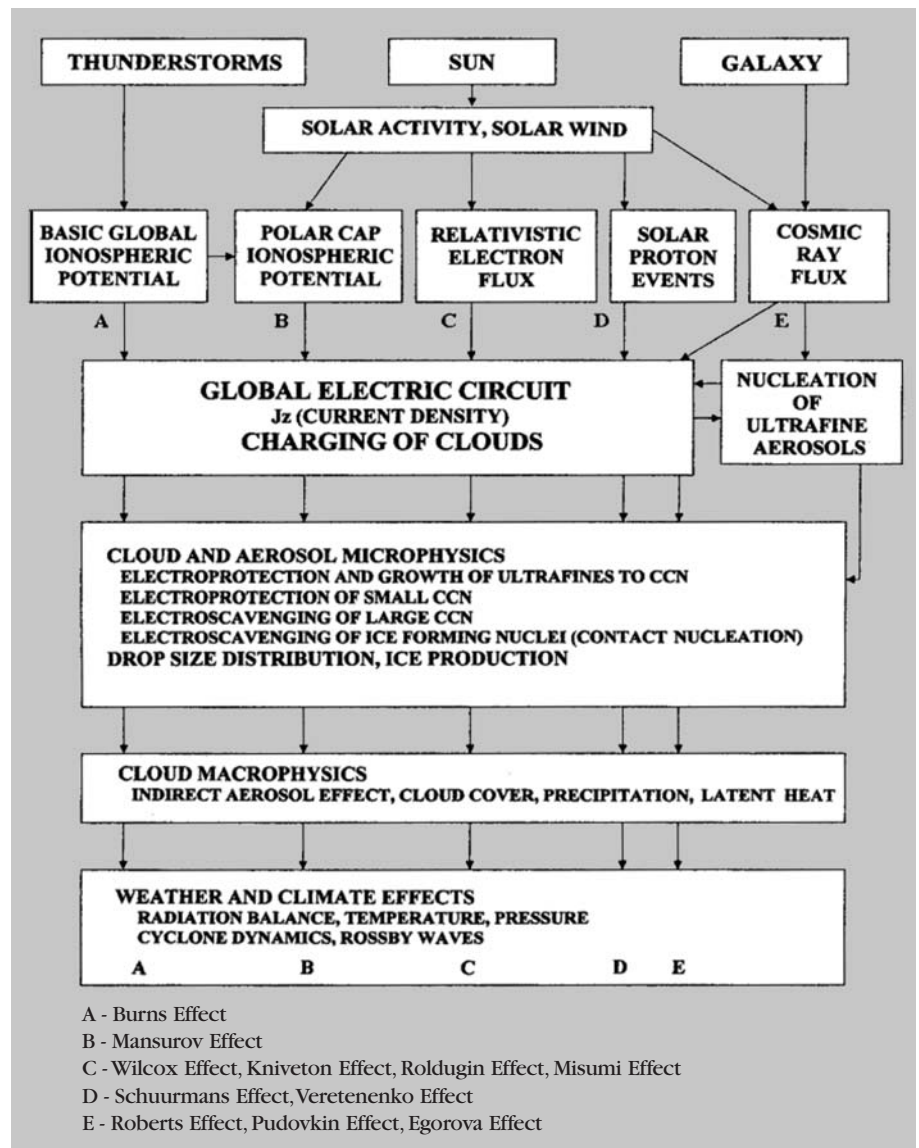 THUNDERSTORMS
SUN
GALAXY
SOLAR ACTIVITY, SOLAR WIND
BASIC GLOBAL
IONOSPHERIC
POTENTIAL
POLAR CAP
IONOSPHERIC
POTENTIAL
RELATIVISTIC
ELECTRON
FLUX
SOLAR
PROTON
EVENTS
COSMIC
RAY
FLUX
A
B
C
D
E
GLOBAL ELECTRIC CIRCUIT
Jz (CURRENT DENSITY)
CHARGING OF CLOUDS
NUCLEATION
OF
ULTRAFINE
AEROSOLS
CLOUD AND AEROSOL MICROPHYSICS
ELECTROPROTECTION AND GROWTH OF ULTRAFINES TO CCN
ELECTROPROTECTION OF SMALL CCN
ELECTROSCAVENGING OF LARGE CCN
ELECTROSCAVENGING OF ICE FORMING NUCLEI (CONTACT NUCLEATION)
DROP SIZE DISTRIBUTION, ICE PRODUCTION
CLOUD MACROPHYSICS
INDIRECT AEROSOL EFFECT, CLOUD COVER, PRECIPITATION, LATENT HEAT
WEATHER AND CLIMATE EFFECTS
RADIATION BALANCE, TEMPERATURE, PRESSURE
CYCLONE DYNAMICS, ROSSBY WAVES
A B C D E
A - Burns Effect
B - Mansurov Effect
C - Wilcox Effect, Kniveton Effect, Roldugin Effect, Misumi Effect
D - Schuurmans Effect, Veretenenko Effect
E - Roberts Effect, Pudovkin Effect, Egorova Effect